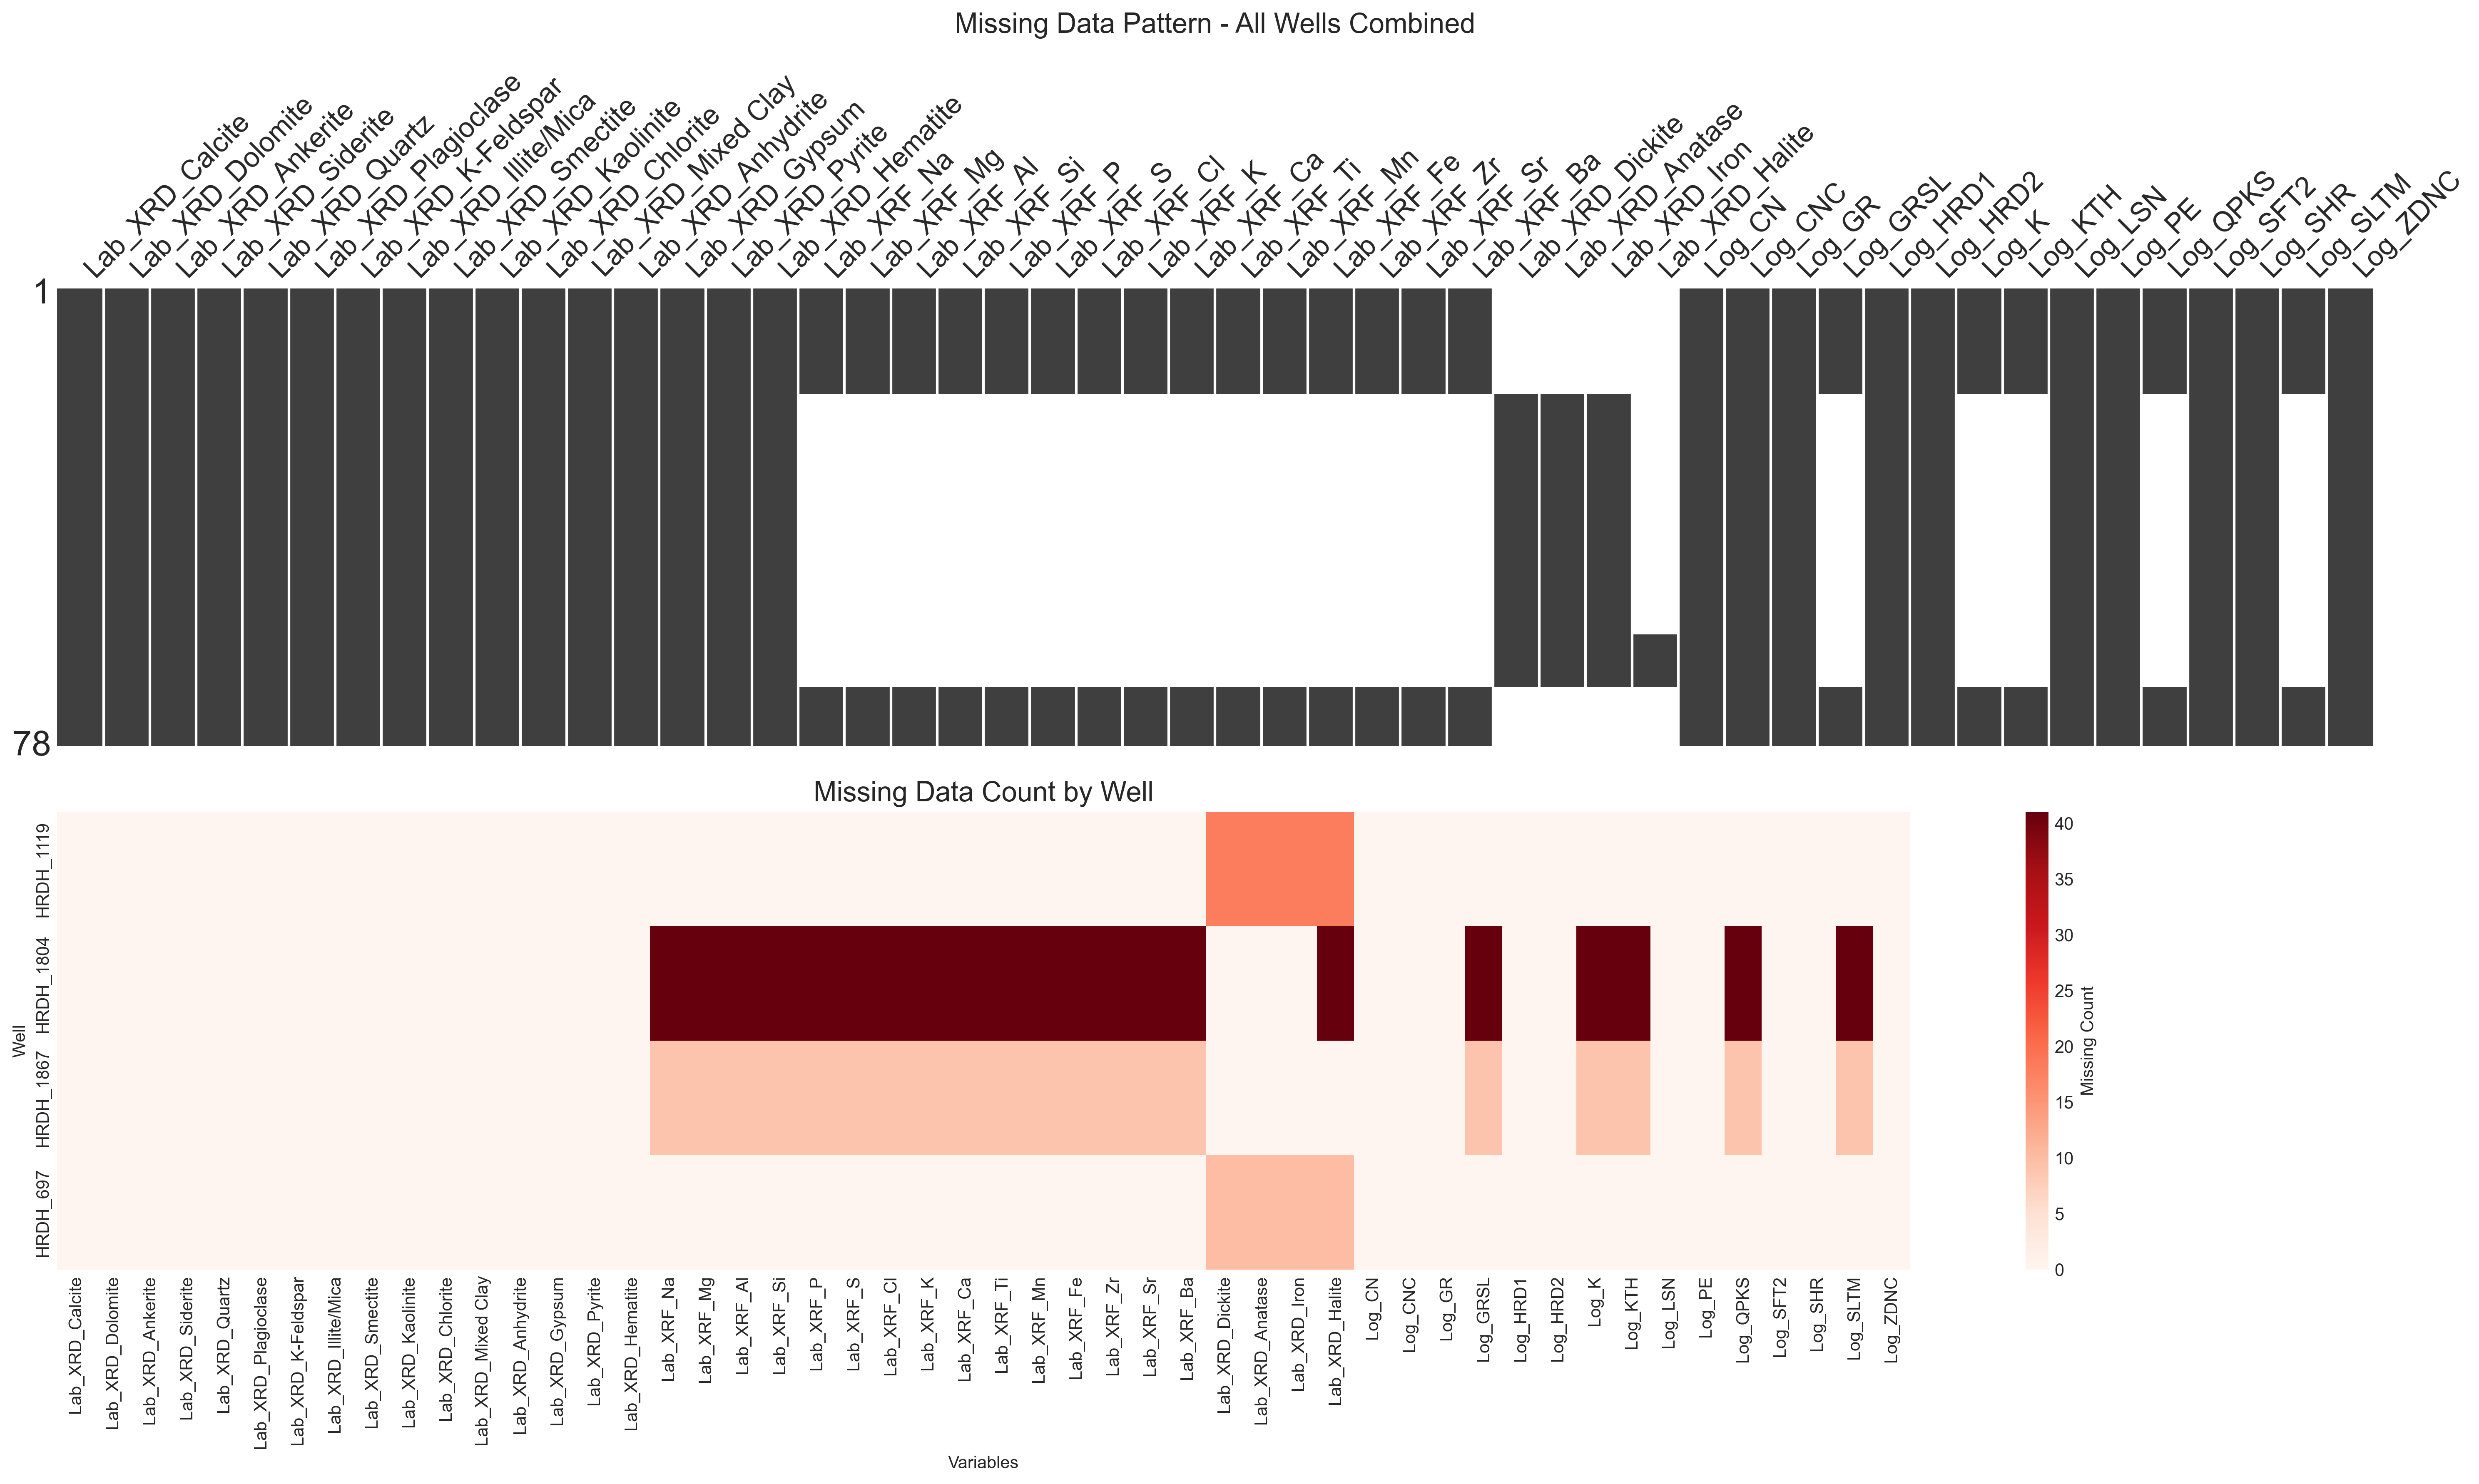 Missing Data Pattern - All Wells Combined
Lab_XRD_Calcite
Lab_XRD_Dolomite
Lab_XRD_Ankerite
Lab_XRD_Siderite
Lab_XRD_Quartz
Lab_XRD_Plagioclase
Lab_XRD_K-Feldspar
Lab_XRD_Illite/Mica
Lab_XRD_Smectite
Lab_XRD_Kaolinite
Lab_XRD_Chlorite
Lab_XRD_Mixed Clay
Lab_XRD_Anhydrite
Lab_XRD_Gypsum
Lab_XRD_Pyrite
Lab_XRD_Hematite
Lab_XRF_Na
Lab_XRF_Mg
Lab_XRF_Al
Lab_XRF_Si
Lab_XRF_P
Lab_XRF_S
Lab_XRF_Cl
Lab_XRF_K
Lab_XRF_Ca
Lab_XRF_Ti
Lab_XRF_Mn
Lab_XRF_Fe
Lab_XRF_Zr
Lab_XRF_Sr
Lab_XRF_Ba
Lab_XRD_Dickite
Lab_XRD_Anatase
Lab_XRD_Iron
Lab_XRD_Halite
Log_CN
Log_CNC
Log_GR
Log_GRSL
Log_HRD1
Log_HRD2
Log_K
Log_KTH
Log_LSN
Log_PE
Log_QPKS
Log_SFT2
Log_SHR
Log_SLTM
Log_ZDNC
1
78
Missing Data Count by Well
Well
HRDH_1119
HRDH_1804
HRDH_1867
HRDH_697
40
35
30
25
20
15
10
5
0
Missing Count
Lab_XRD_Calcite
Lab_XRD_Dolomite
Lab_XRD_Ankerite
Lab_XRD_Siderite
Lab_XRD_Quartz
Lab_XRD_Plagioclase
Lab_XRD_K-Feldspar
Lab_XRD_Illite/Mica
Lab_XRD_Smectite
Lab_XRD_Kaolinite
Lab_XRD_Chlorite
Lab_XRD_Mixed Clay
Lab_XRD_Anhydrite
Lab_XRD_Gypsum
Lab_XRD_Pyrite
Lab_XRD_Hematite
Lab_XRF_Na
Lab_XRF_Mg
Lab_XRF_Al
Lab_XRF_Si
Lab_XRF_P
Lab_XRF_S
Lab_XRF_Cl
Lab_XRF_K
Lab_XRF_Ca
Lab_XRF_Ti
Lab_XRF_Mn
Lab_XRF_Fe
Lab_XRF_Zr
Lab_XRF_Sr
Lab_XRF_Ba
Lab_XRD_Dickite
Lab_XRD_Anatase
Lab_XRD_Iron
Lab_XRD_Halite
Log_CN
Log_CNC
Log_GR
Log_GRSL
Log_HRD1
Log_HRD2
Log_K
Log_KTH
Log_LSN
Log_PE
Log_QPKS
Log_SFT2
Log_SHR
Log_SLTM
Log_ZDNC
Variables